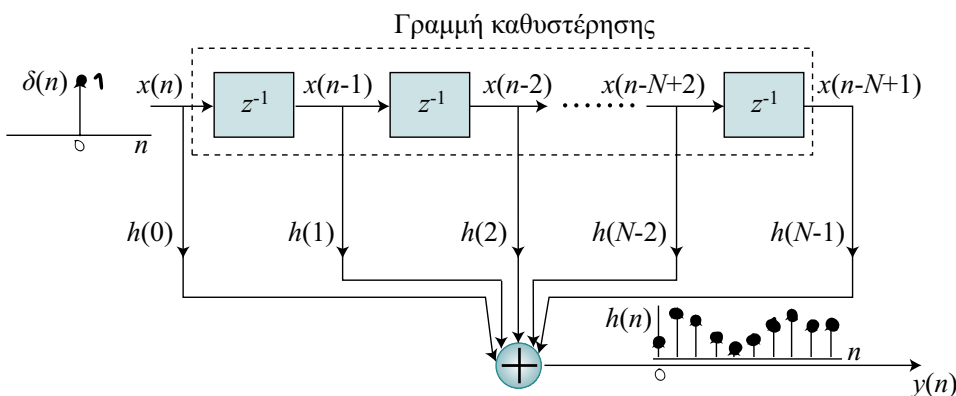 Γραμμή καθυστέρησης
δ(n) 1 x(n) z⁻¹ x(n-1) z⁻¹ x(n-2) ....... x(n-N+2) z⁻¹ x(n-N+1)
0 n
h(0) h(1) h(2) h(N-2) h(N-1)
h(n) n
0
+ y(n)